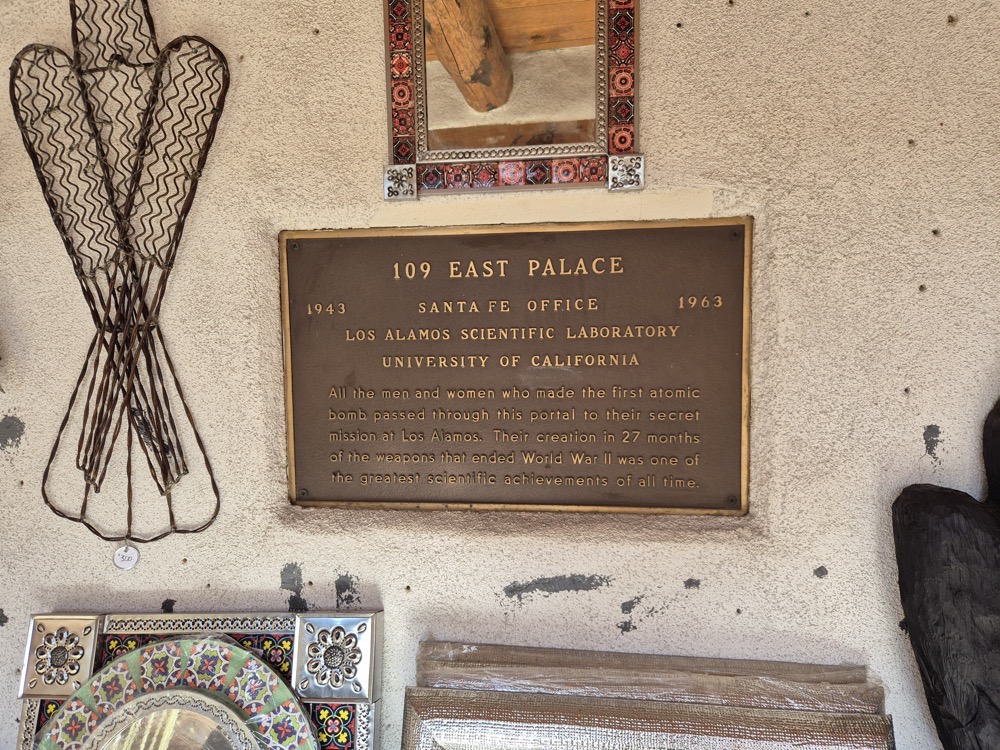 109 EAST PALACE
1943 SANTA FE OFFICE 1963
LOS ALAMOS SCIENTIFIC LABORATORY
UNIVERSITY OF CALIFORNIA
All the men and women who made the first atomic
bomb passed through this portal to their secret
mission at Los Alamos. Their creation in 27 months
of the weapons that ended World War II was one of
the greatest scientific achievements of all time.